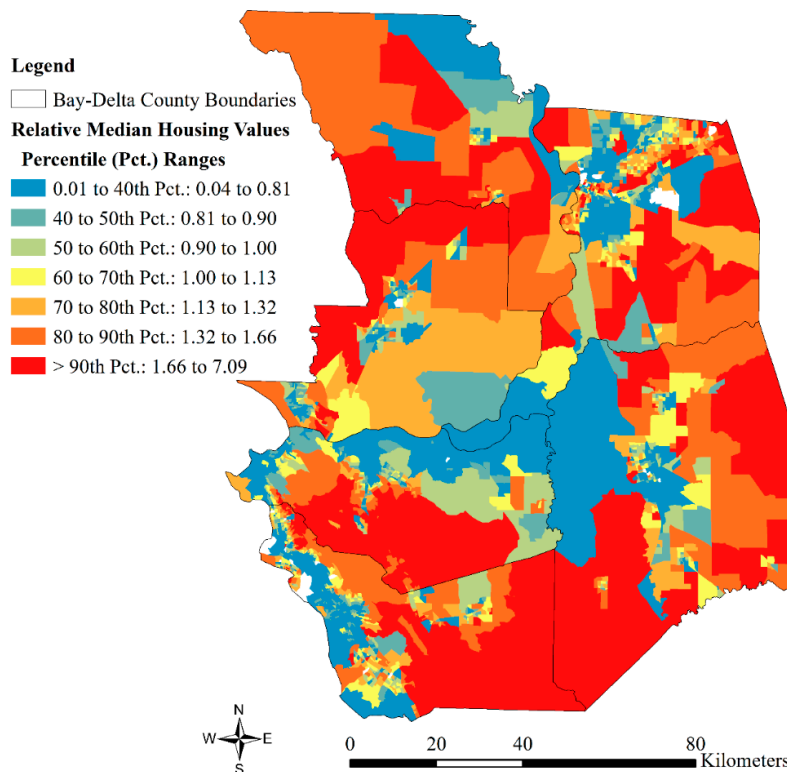 Legend
Bay-Delta County Boundaries
Relative Median Housing Values
Percentile (Pct.) Ranges
0.01 to 40th Pct.: 0.04 to 0.81
40 to 50th Pct.: 0.81 to 0.90
50 to 60th Pct.: 0.90 to 1.00
60 to 70th Pct.: 1.00 to 1.13
70 to 80th Pct.: 1.13 to 1.32
80 to 90th Pct.: 1.32 to 1.66
> 90th Pct.: 1.66 to 7.09
N
W E
S
0 20 40 80
Kilometers